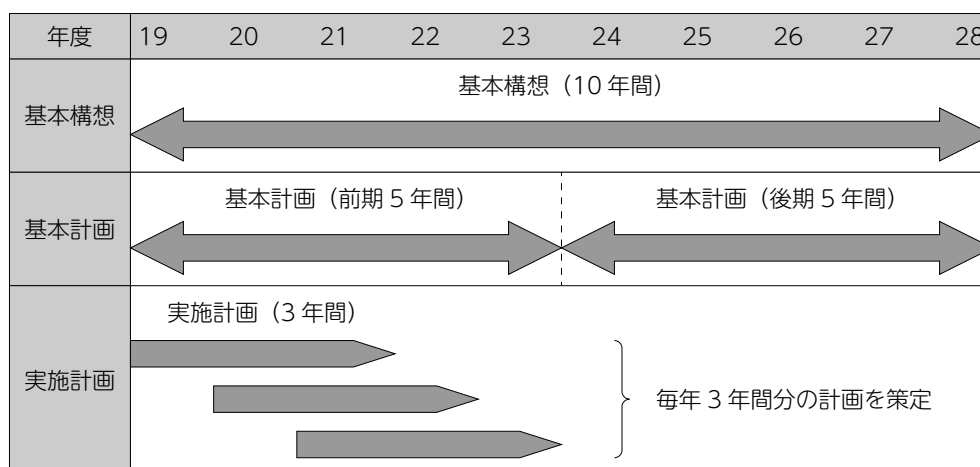 年度 19 20 21 22 23 24 25 26 27 28
基本構想
基本構想（10 年間）
基本計画
基本計画（前期 5 年間） 基本計画（後期 5 年間）
実施計画
実施計画（3 年間）
毎年 3 年間分の計画を策定